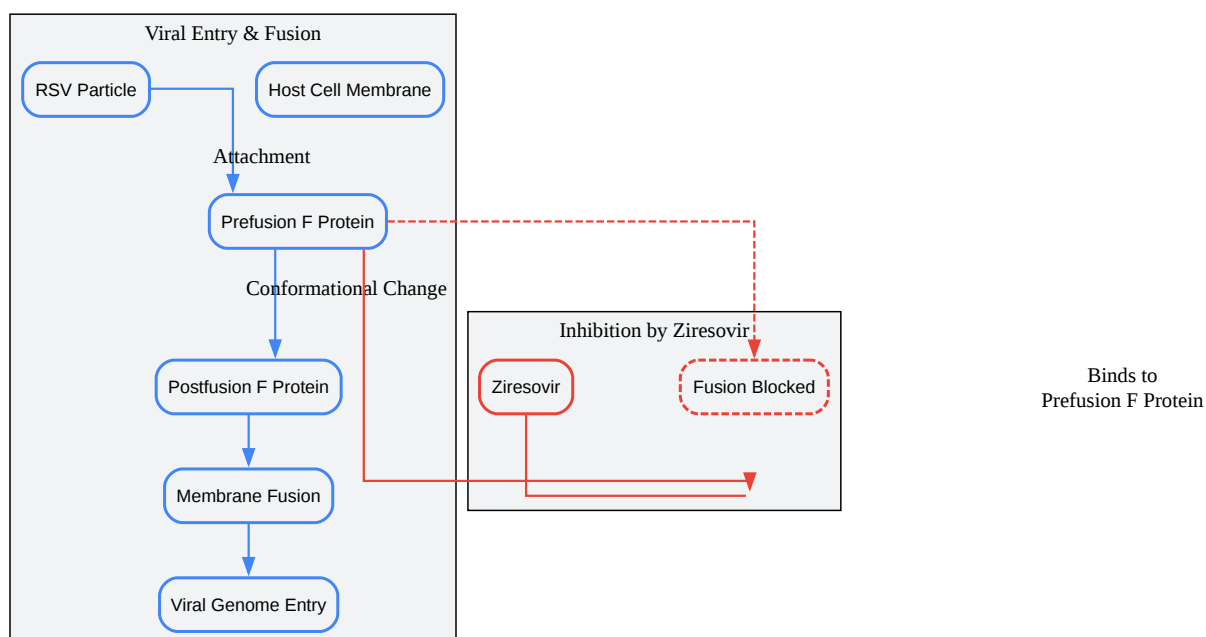 Viral Entry & Fusion
RSV Particle
Host Cell Membrane
Attachment
Prefusion F Protein
Conformational Change
Inhibition by Ziresovir
Postfusion F Protein
Ziresovir
Fusion Blocked
Binds to
Prefusion F Protein
Membrane Fusion
Viral Genome Entry